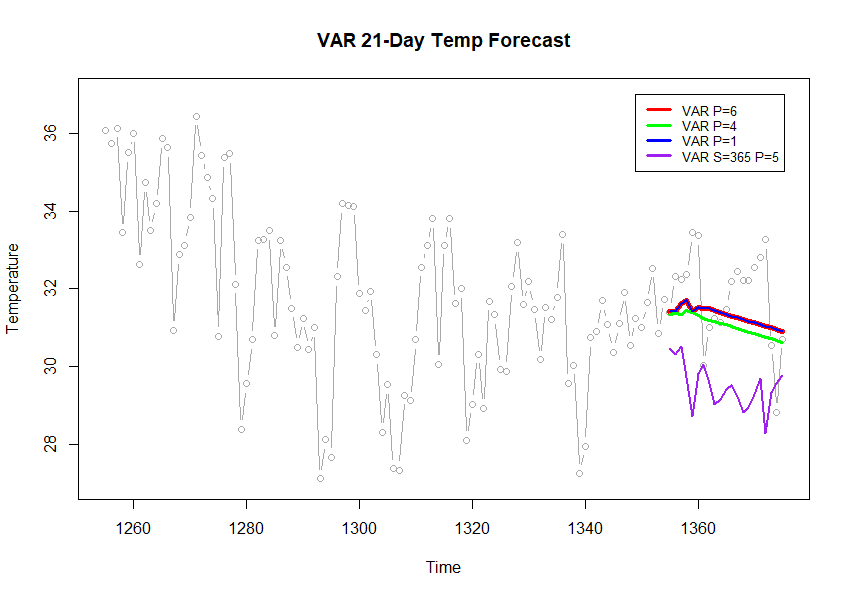 VAR 21-Day Temp Forecast
VAR P=6
VAR P=4
VAR P=1
VAR S=365 P=5
Temperature
36
34
32
30
28
1260 1280 1300 1320 1340 1360
Time